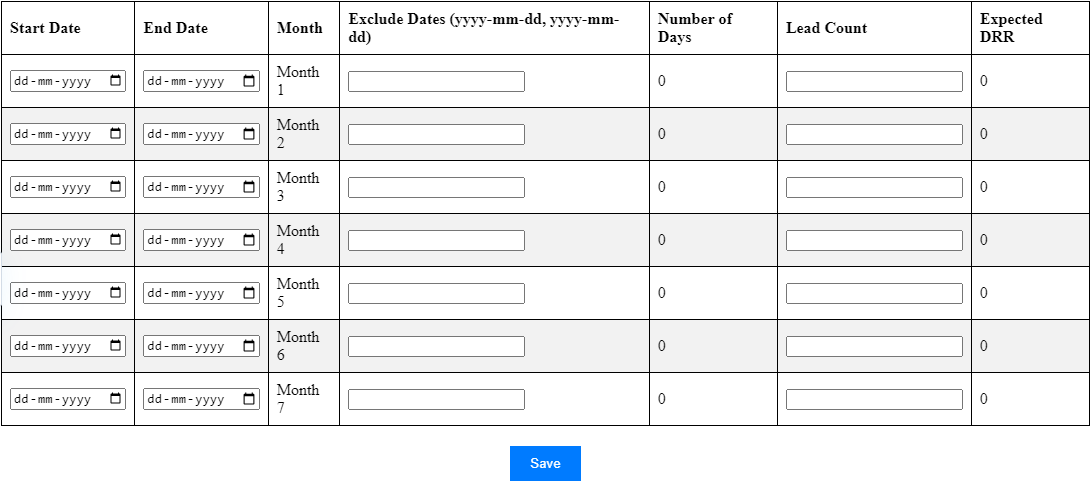 Start Date End Date Month Exclude Dates (yyyy-mm-dd, yyyy-mm-dd) Number of Days Lead Count Expected DRR
dd-mm-yyyy dd-mm-yyyy Month 1 0 0
dd-mm-yyyy dd-mm-yyyy Month 2 0 0
dd-mm-yyyy dd-mm-yyyy Month 3 0 0
dd-mm-yyyy dd-mm-yyyy Month 4 0 0
dd-mm-yyyy dd-mm-yyyy Month 5 0 0
dd-mm-yyyy dd-mm-yyyy Month 6 0 0
dd-mm-yyyy dd-mm-yyyy Month 7 0 0
Save